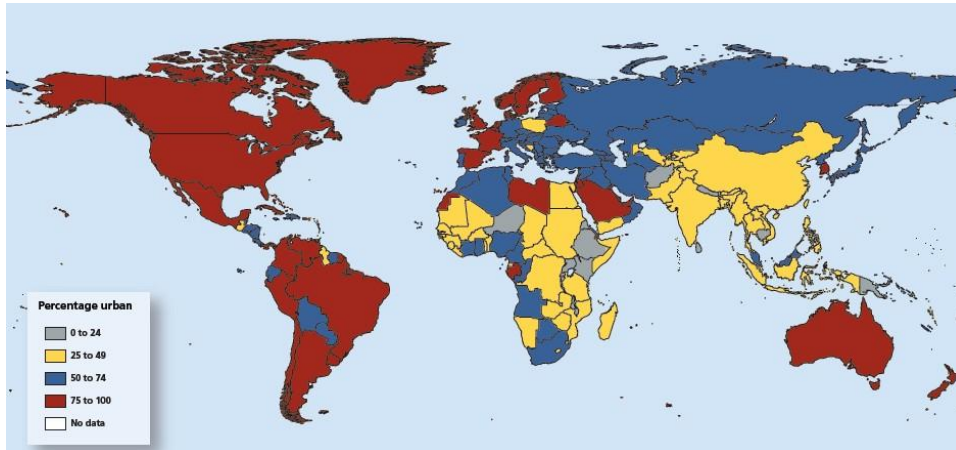 Percentage urban
0 to 24
25 to 49
50 to 74
75 to 100
No data